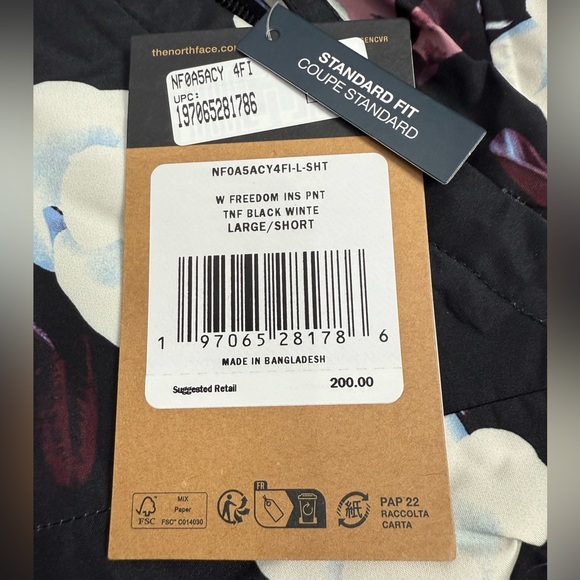 thenorthface.com
SENCVR
NF0A5ACY 4FI
UPC:
197065281786
STANDARD FIT
COUPE STANDARD
NF0A5ACY4FI-L-SHT
W FREEDOM INS PNT
TNF BLACK WINTE
LARGE/SHORT
1 97065 28178 6
MADE IN BANGLADESH
Suggested Retail 200.00
FSC
MIX
Paper
FSC® C014030
FR
紙
PAP 22
RACCOLTA
CARTA